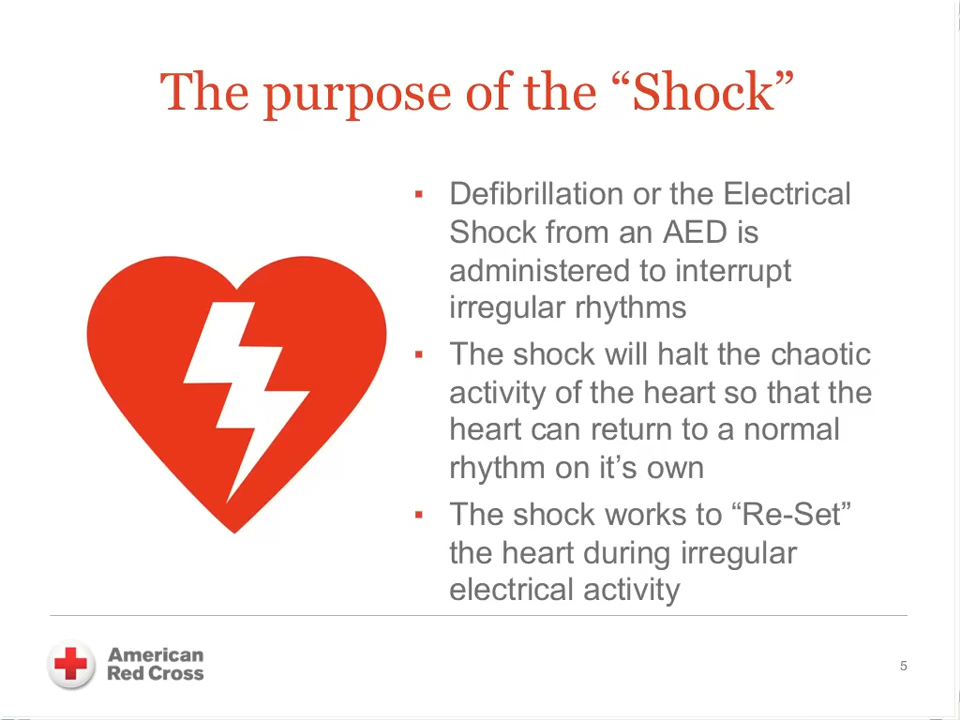 The purpose of the “Shock”
▪ Defibrillation or the Electrical
Shock from an AED is
administered to interrupt
irregular rhythms
▪ The shock will halt the chaotic
activity of the heart so that the
heart can return to a normal
rhythm on it’s own
▪ The shock works to “Re-Set”
the heart during irregular
electrical activity
American
Red Cross
5